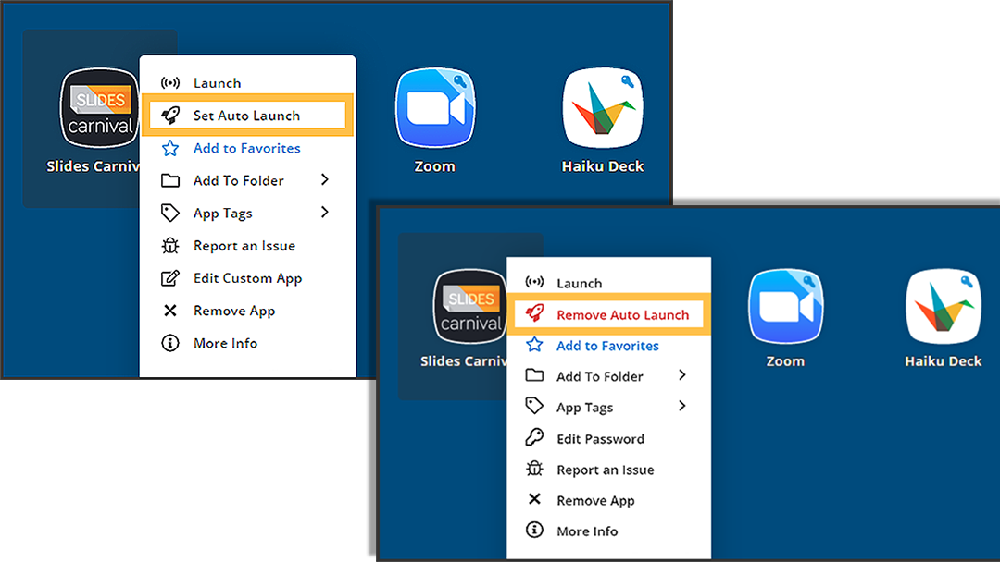 SLIDES
carnival
Slides Carniv
Launch
Set Auto Launch
Add to Favorites
Add To Folder
App Tags
Report an Issue
Edit Custom App
Remove App
More Info
Zoom
Haiku Deck
SLIDES
carnival
Slides Carniv
Launch
Remove Auto Launch
Add to Favorites
Add To Folder
App Tags
Edit Password
Report an Issue
Remove App
More Info
Zoom
Haiku Deck